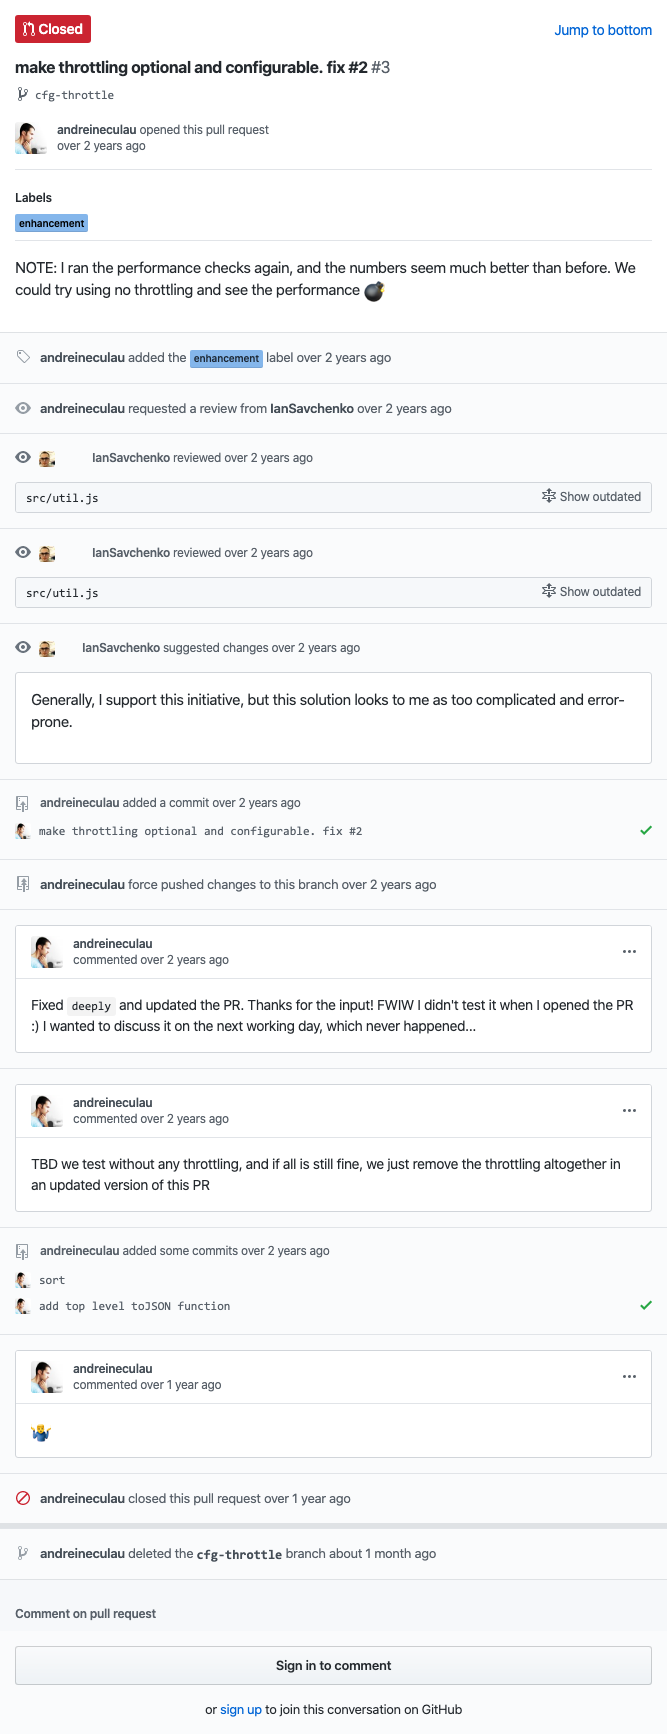 Closed
Jump to bottom
make throttling optional and configurable. fix #2 #3
cfg-throttle
andreineculau opened this pull request
over 2 years ago
Labels
enhancement
NOTE: I ran the performance checks again, and the numbers seem much better than before. We
could try using no throttling and see the performance 💣
andreineculau added the enhancement label over 2 years ago
andreineculau requested a review from IanSavchenko over 2 years ago
IanSavchenko reviewed over 2 years ago
src/util.js Show outdated
IanSavchenko reviewed over 2 years ago
src/util.js Show outdated
IanSavchenko suggested changes over 2 years ago
Generally, I support this initiative, but this solution looks to me as too complicated and error-
prone.
andreineculau added a commit over 2 years ago
make throttling optional and configurable. fix #2
andreineculau force pushed changes to this branch over 2 years ago
andreineculau
commented over 2 years ago
Fixed deeply and updated the PR. Thanks for the input! FWIW I didn't test it when I opened the PR
:) I wanted to discuss it on the next working day, which never happened...
andreineculau
commented over 2 years ago
TBD we test without any throttling, and if all is still fine, we just remove the throttling altogether in
an updated version of this PR
andreineculau added some commits over 2 years ago
sort
add top level toJSON function
andreineculau
commented over 1 year ago
🤷‍♂️
andreineculau closed this pull request over 1 year ago
andreineculau deleted the cfg-throttle branch about 1 month ago
Comment on pull request
Sign in to comment
or sign up to join this conversation on GitHub